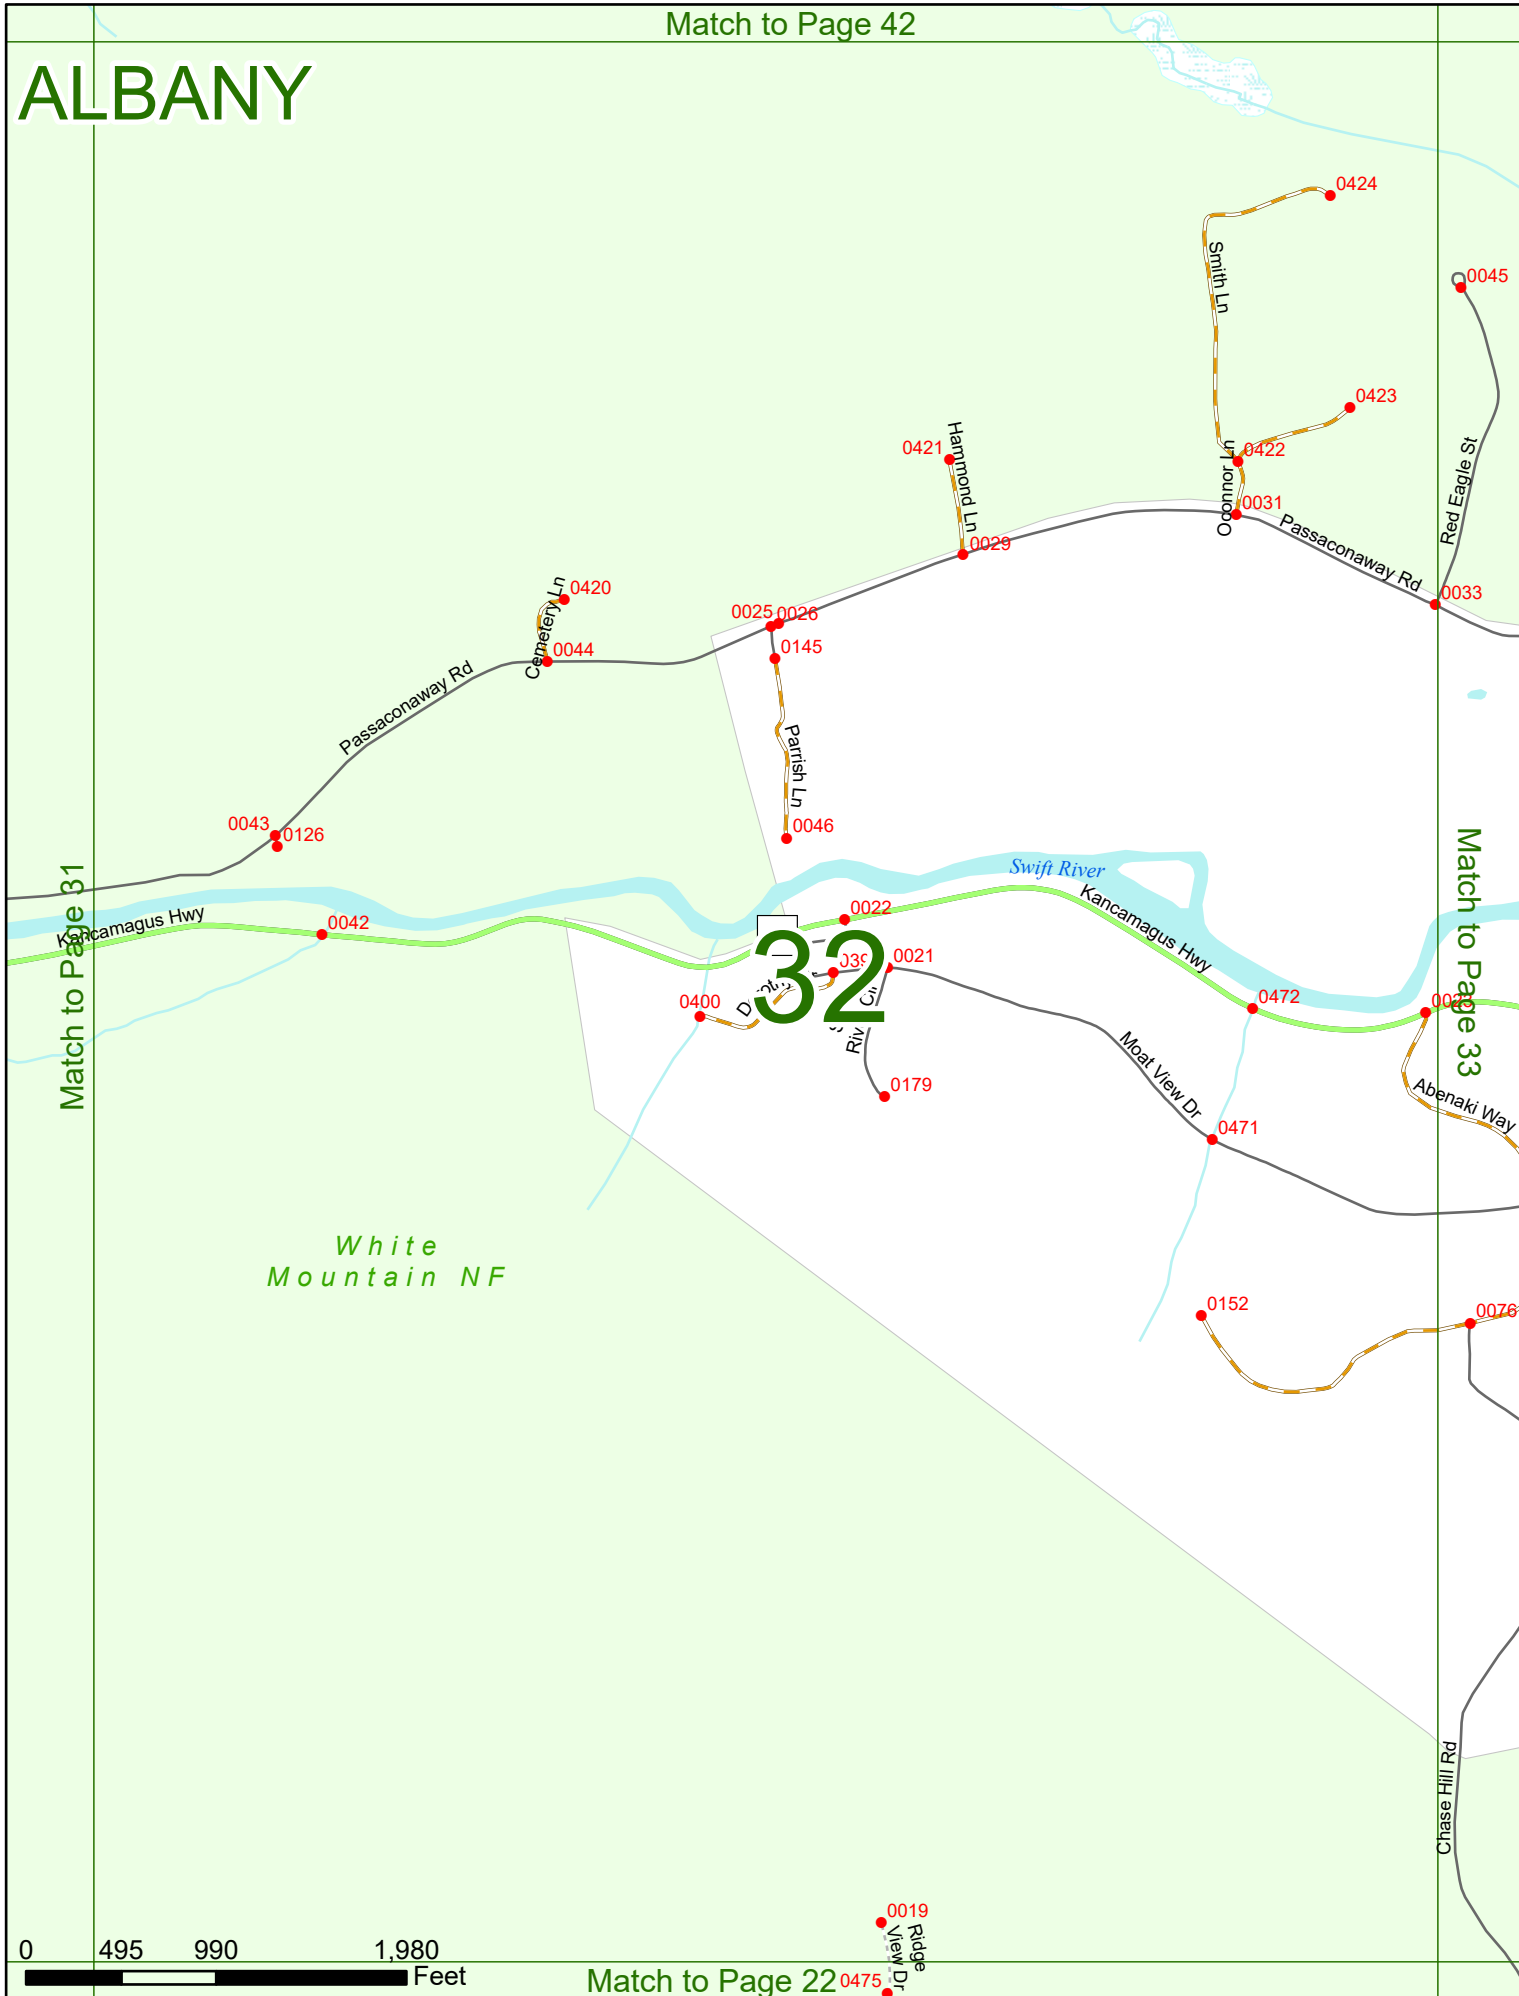 Match to Page 42
ALBANY
0424
Smith Ln
0045
0423
Hammond Ln
0421
Oconnor Ln
0422
Red Eagle St
0031
Passaconaway Rd
0029
0420
Cemetery Ln
0033
0025
0026
0044
0145
Passaconaway Rd
Parrish Ln
0043
0126
0046
Match to Page 31
Match to Page 33
Swift River
Kancamagus Hwy
Kancamagus Hwy
0042
0022
32
0021
0400
0472
Moat View Dr
0179
Abenaki Way
0471
White
Mountain NF
0152
0076
Chase Hill Rd
0019
Ridge
View Dr
0 495 990 1,980
Feet
Match to Page 22
0475